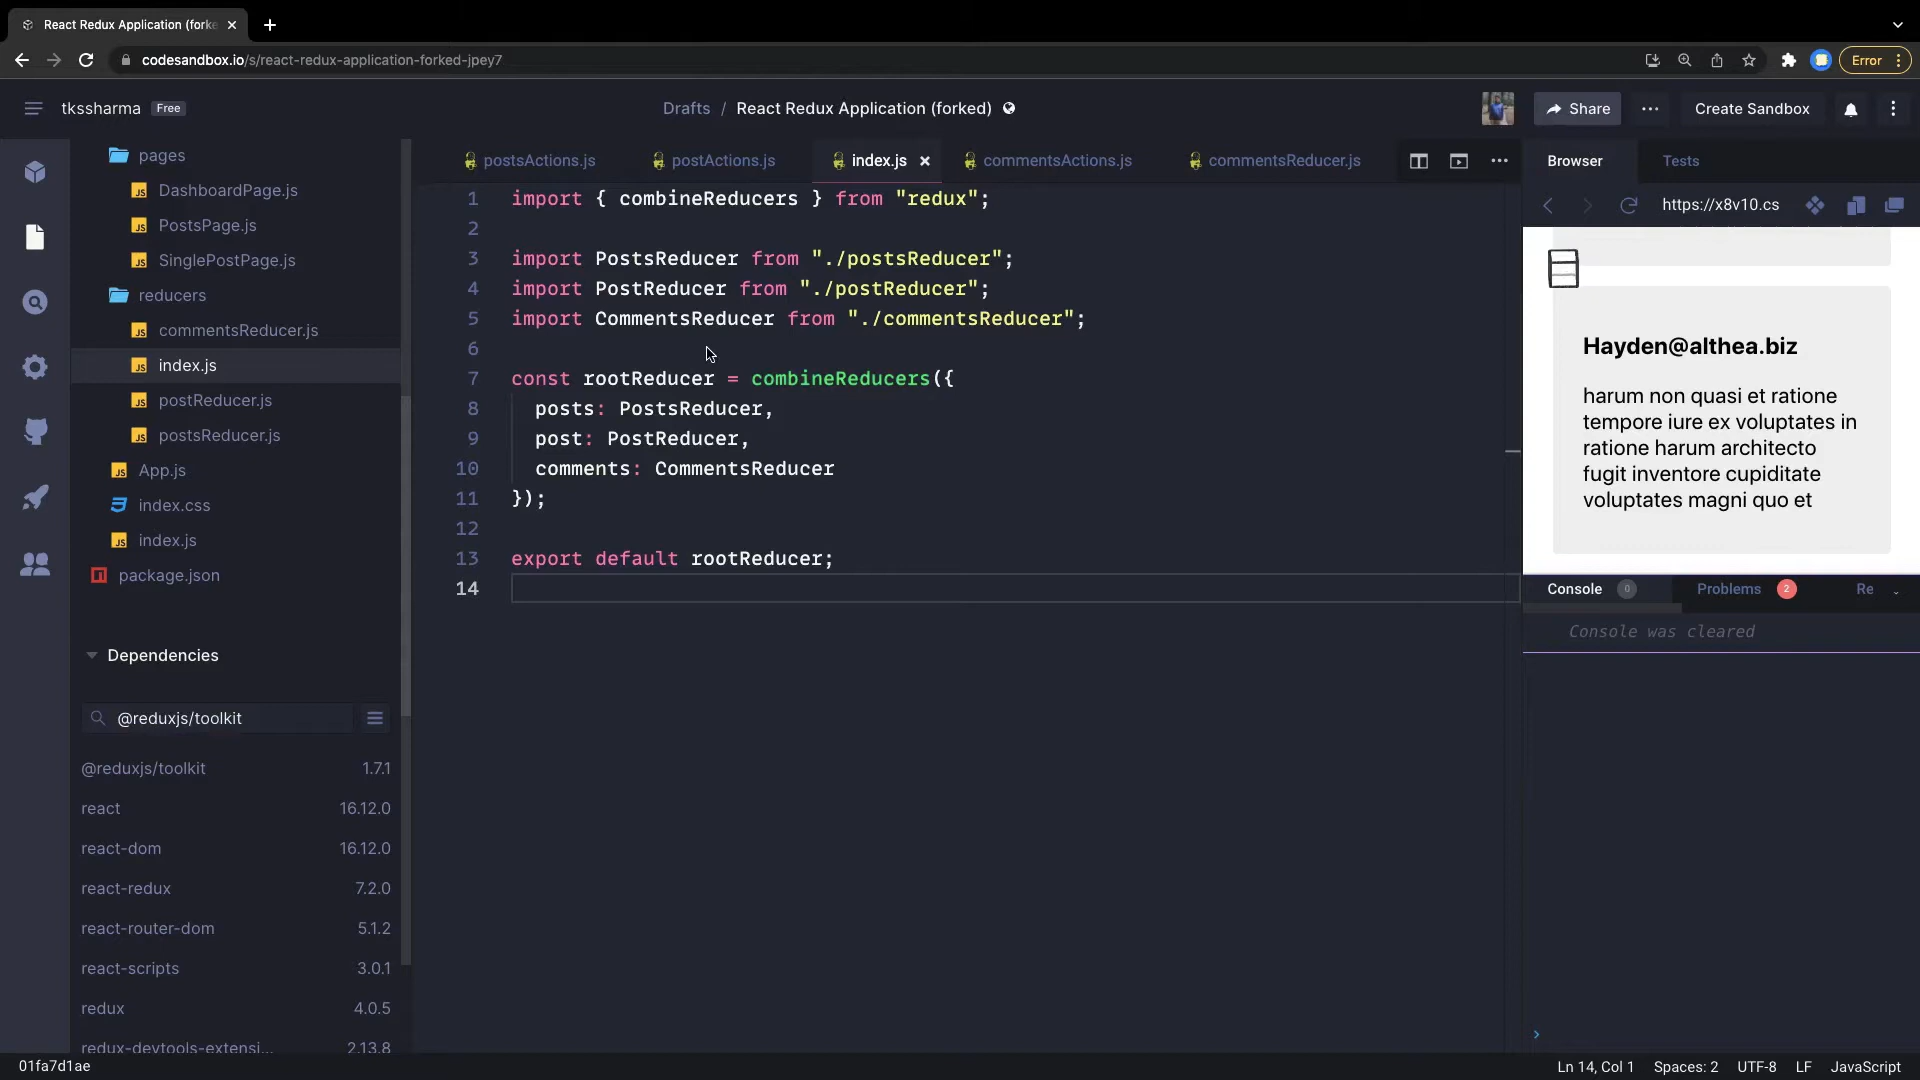 React Redux Application (forke
codesandbox.io/s/react-redux-application-forked-jpey7
Error
tkssharma Free
Drafts / React Redux Application (forked)
Share
Create Sandbox
pages
DashboardPage.js
PostsPage.js
SinglePostPage.js
reducers
commentsReducer.js
index.js
postReducer.js
postsReducer.js
App.js
index.css
index.js
package.json
Dependencies
@reduxjs/toolkit
@reduxjs/toolkit 1.7.1
react 16.12.0
react-dom 16.12.0
react-redux 7.2.0
react-router-dom 5.1.2
react-scripts 3.0.1
redux 4.0.5
redux-devtools-extensi... 2.13.8
postsActions.js postActions.js index.js commentsActions.js commentsReducer.js
1 import { combineReducers } from "redux";
2
3 import PostsReducer from "./postsReducer";
4 import PostReducer from "./postReducer";
5 import CommentsReducer from "./commentsReducer";
6
7 const rootReducer = combineReducers({
8 posts: PostsReducer,
9 post: PostReducer,
10 comments: CommentsReducer
11 });
12
13 export default rootReducer;
14
Browser Tests
https://x8v10.cs
Hayden@althea.biz
harum non quasi et ratione
tempore iure ex voluptates in
ratione harum architecto
fugit inventore cupiditate
voluptates magni quo et
Console 0 Problems 2 Re
Console was cleared
01fa7d1ae
Ln 14, Col 1 Spaces: 2 UTF-8 LF JavaScript